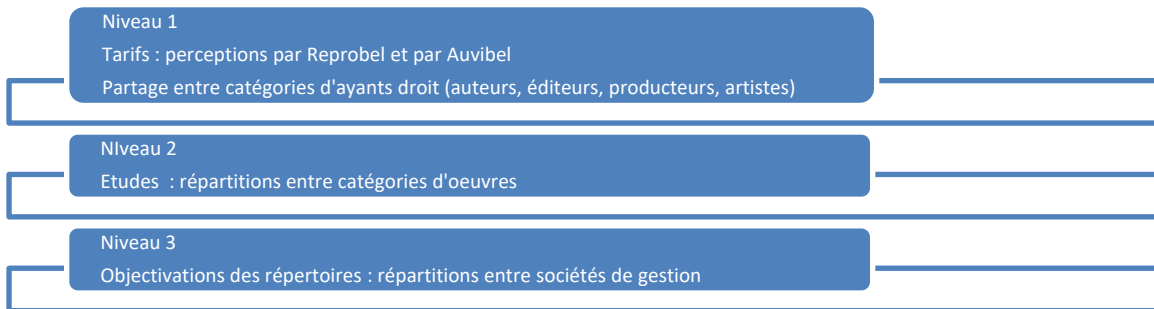 Niveau 1
Tarifs : perceptions par Reprobel et par Auvibel
Partage entre catégories d'ayants droit (auteurs, éditeurs, producteurs, artistes)
NIveau 2
Etudes  : répartitions entre catégories d'oeuvres
Niveau 3
Objectivations des répertoires : répartitions entre sociétés de gestion